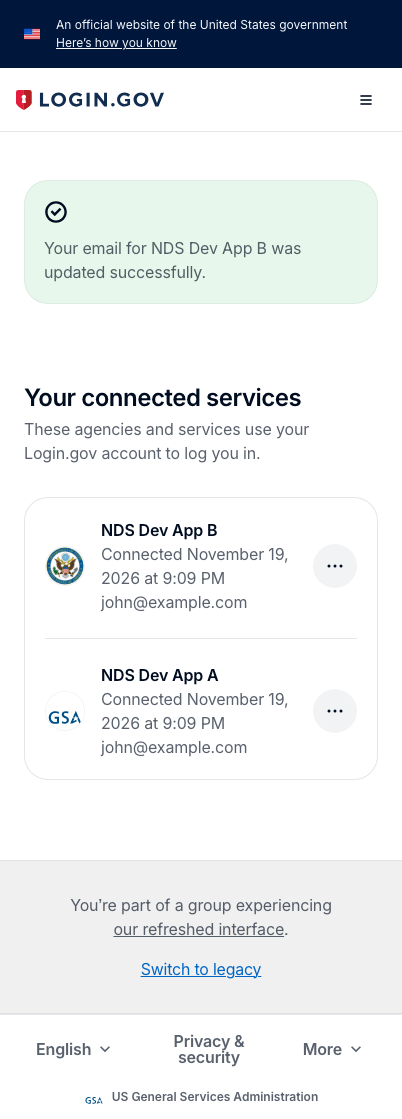 An official website of the United States government
Here's how you know
LOGIN.GOV
Your email for NDS Dev App B was
updated successfully.
Your connected services
These agencies and services use your
Login.gov account to log you in.
NDS Dev App B
Connected November 19,
2026 at 9:09 PM
john@example.com
GSA
NDS Dev App A
Connected November 19,
2026 at 9:09 PM
john@example.com
You’re part of a group experiencing
our refreshed interface.
Switch to legacy
English
Privacy &
security
More
GSA US General Services Administration